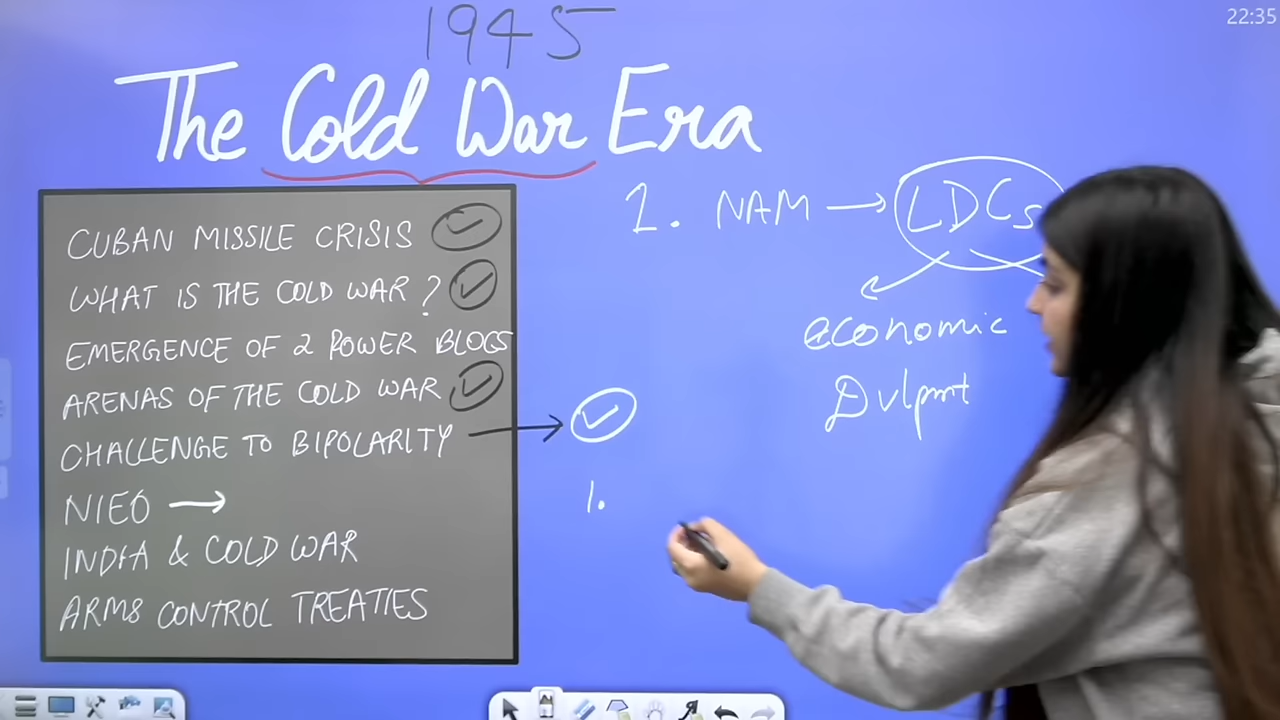 22:35
1945
The Cold War Era
CUBAN MISSILE CRISIS
WHAT IS THE COLD WAR?
EMERGENCE OF 2 POWER BLOCS
ARENAS OF THE COLD WAR
CHALLENGE TO BIPOLARITY →
NIEO →
INDIA & COLD WAR
ARMS CONTROL TREATIES
1. NAM → LDCs
economic
Dvlpmt
1.